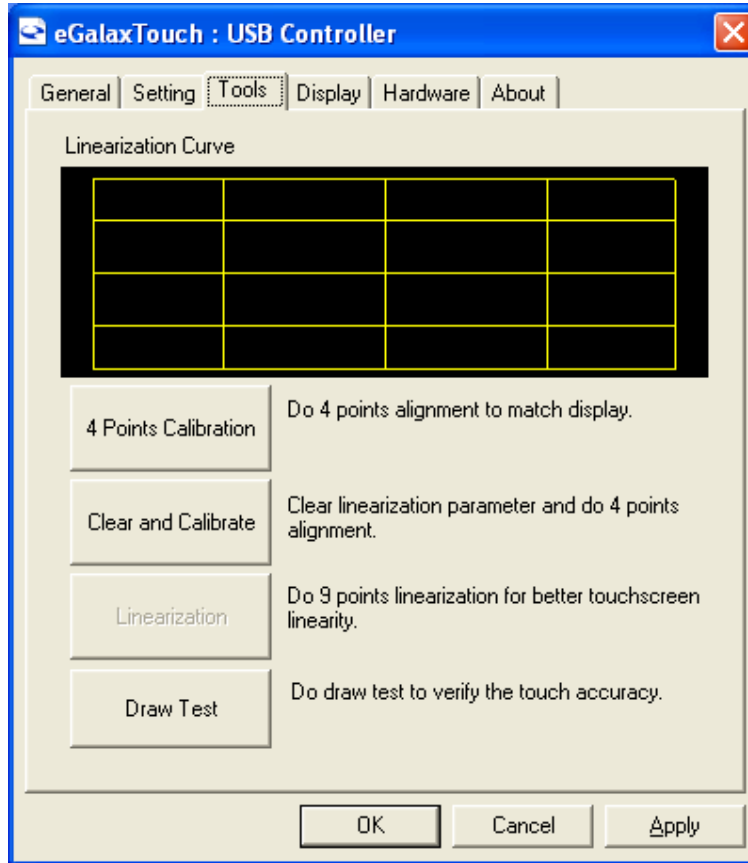 eGalaxTouch : USB Controller
General Setting Tools Display Hardware About
Linearization Curve
4 Points Calibration
Do 4 points alignment to match display.
Clear and Calibrate
Clear linearization parameter and do 4 points
alignment.
Linearization
Do 9 points linearization for better touchscreen
linearity.
Draw Test
Do draw test to verify the touch accuracy.
OK Cancel Apply